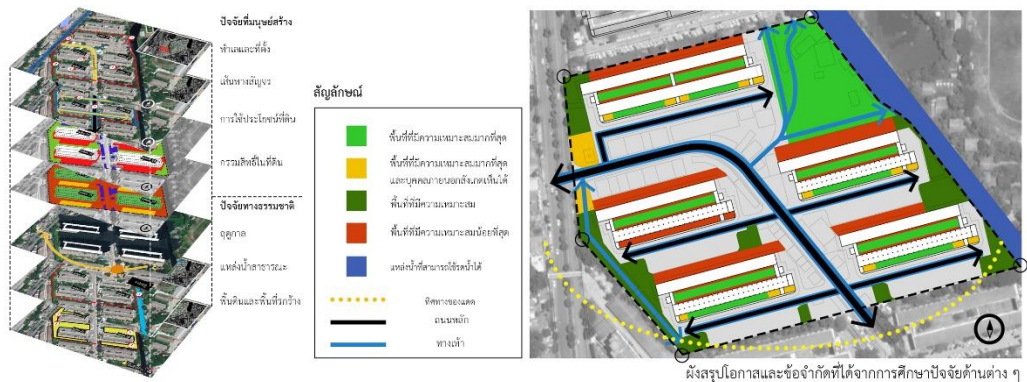 ปัจจัยที่มนุษย์สร้าง
ทำเลและที่ตั้ง
เส้นทางสัญจร
การใช้ประโยชน์ที่ดิน
กรรมสิทธิ์ในที่ดิน
ปัจจัยทางธรรมชาติ
ฤดูกาล
แหล่งน้ำสาธารณะ
พื้นดินและพื้นที่รกร้าง
สัญลักษณ์
พื้นที่ที่มีความเหมาะสมมากที่สุด
พื้นที่ที่มีความเหมาะสมมากที่สุด
และบุคคลภายนอกสังเกตเห็นได้
พื้นที่ที่มีความเหมาะสม
พื้นที่ที่มีความเหมาะสมน้อยที่สุด
แหล่งน้ำที่สามารถใช้รดน้ำได้
ทิศทางของแดด
ถนนหลัก
ทางเท้า
ผังสรุปโอกาสและข้อจำกัดที่ได้จากการศึกษาปัจจัยด้านต่าง ๆ